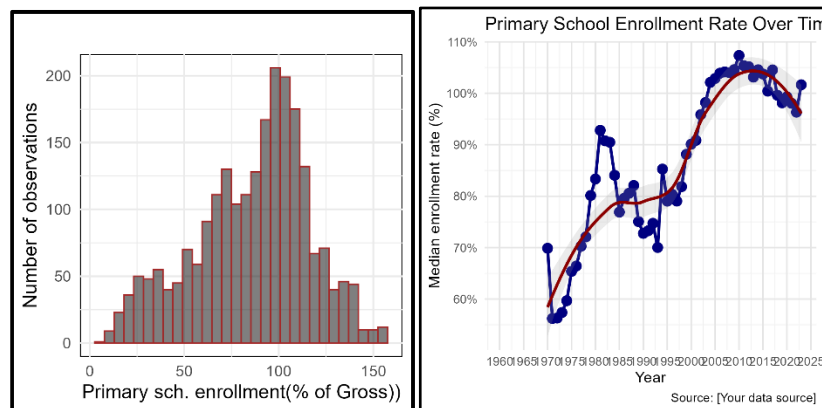 Number of observations
200
150
100
50
0
0 50 100 150
Primary sch. enrollment(% of Gross))
Primary School Enrollment Rate Over Tim
Median enrollment rate (%)
110%
100%
90%
80%
70%
60%
1960 1965 1970 1975 1980 1985 1990 1995 2000 2005 2010 2015 2020 2025
Year
Source: [Your data source]